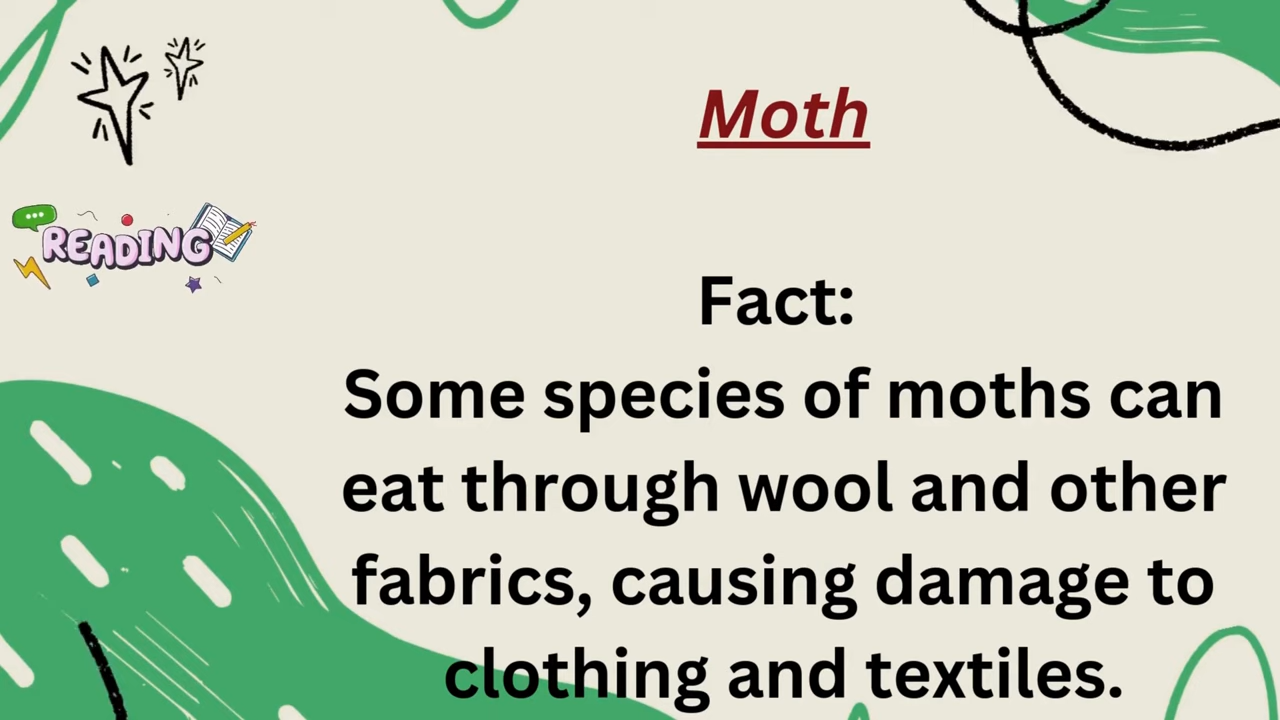 Moth
READING
Fact:
Some species of moths can
eat through wool and other
fabrics, causing damage to
clothing and textiles.